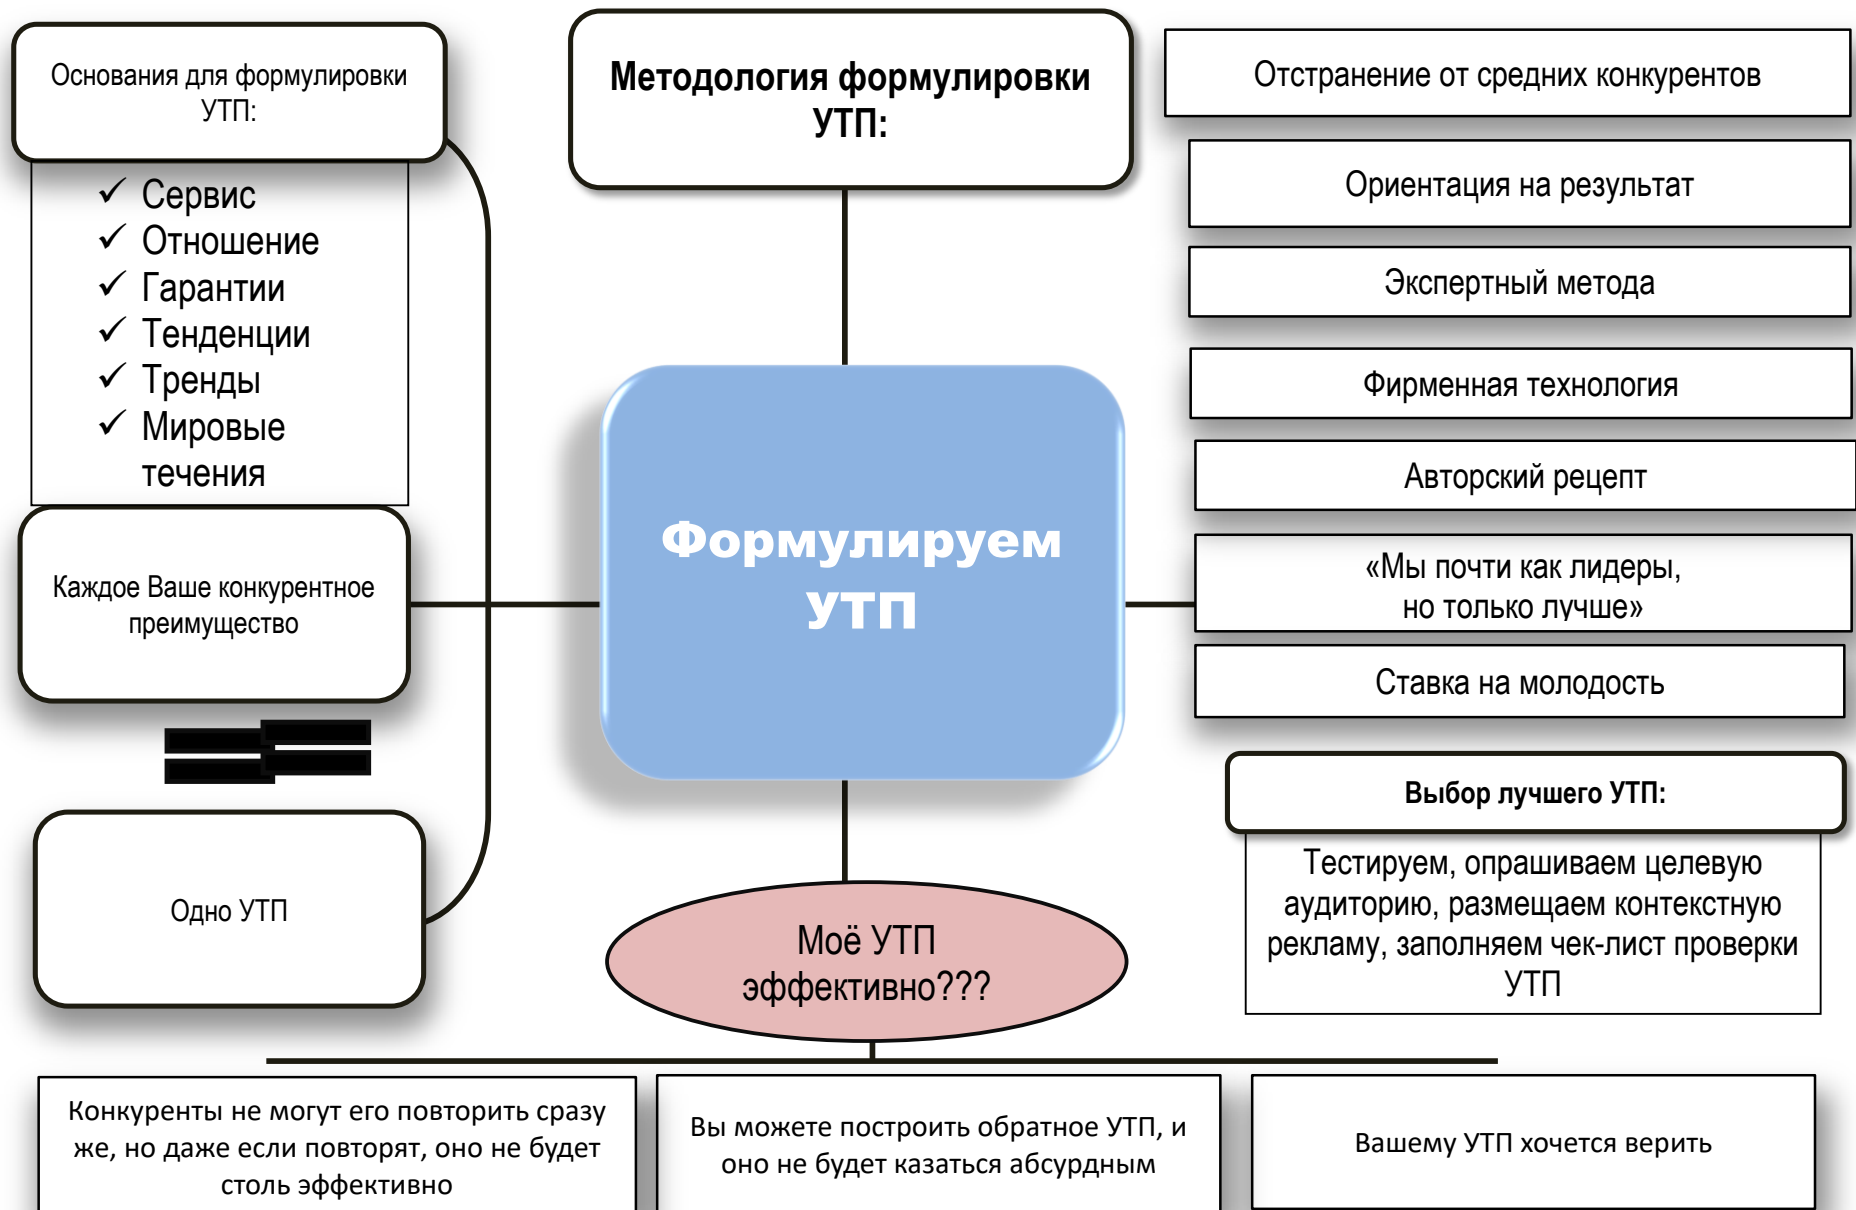 Основания для формулировки
УТП:
✓ Сервис
✓ Отношение
✓ Гарантии
✓ Тенденции
✓ Тренды
✓ Мировые
течения
Каждое Ваше конкурентное
преимущество
Одно УТП
Методология формулировки
УТП:
Формулируем
УТП
Моё УТП
эффективно???
Отстранение от средних конкурентов
Ориентация на результат
Экспертный метода
Фирменная технология
Авторский рецепт
«Мы почти как лидеры,
но только лучше»
Ставка на молодость
Выбор лучшего УТП:
Тестируем, опрашиваем целевую
аудиторию, размещаем контекстную
рекламу, заполняем чек-лист проверки
УТП
Конкуренты не могут его повторить сразу
же, но даже если повторят, оно не будет
столь эффективно
Вы можете построить обратное УТП, и
оно не будет казаться абсурдным
Вашему УТП хочется верить